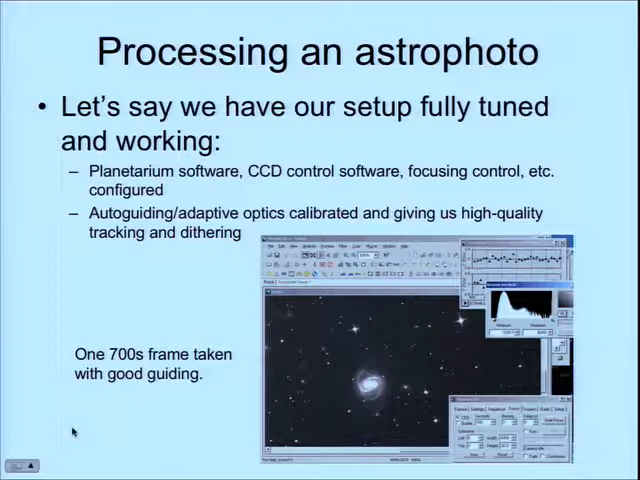 Processing an astrophoto
• Let's say we have our setup fully tuned
and working:
– Planetarium software, CCD control software, focusing control, etc.
configured
– Autoguiding/adaptive optics calibrated and giving us high-quality
tracking and dithering
One 700s frame taken
with good guiding.